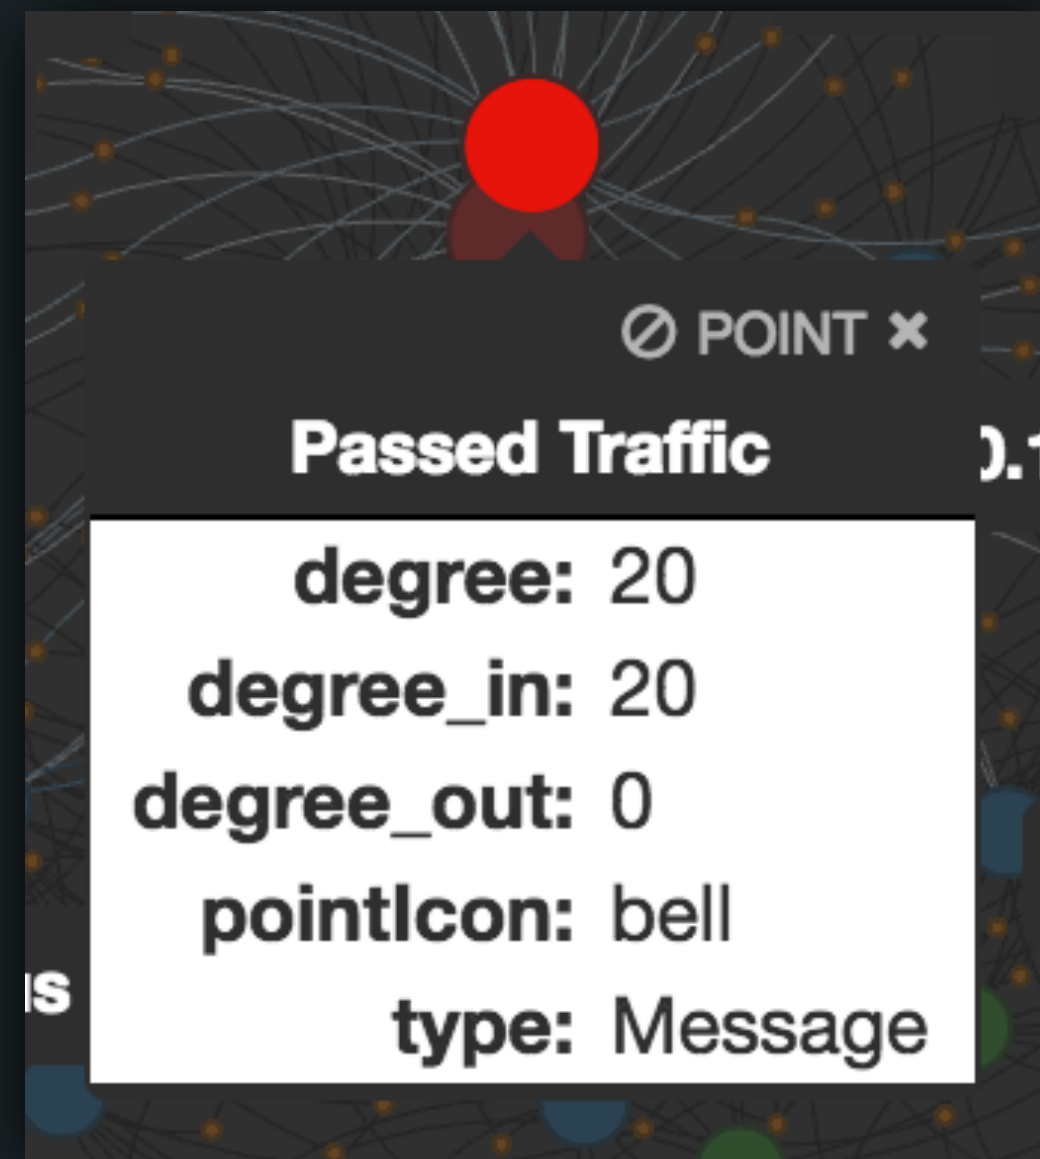 POINT
Passed Traffic
degree: 20
degree_in: 20
degree_out: 0
pointIcon: bell
type: Message